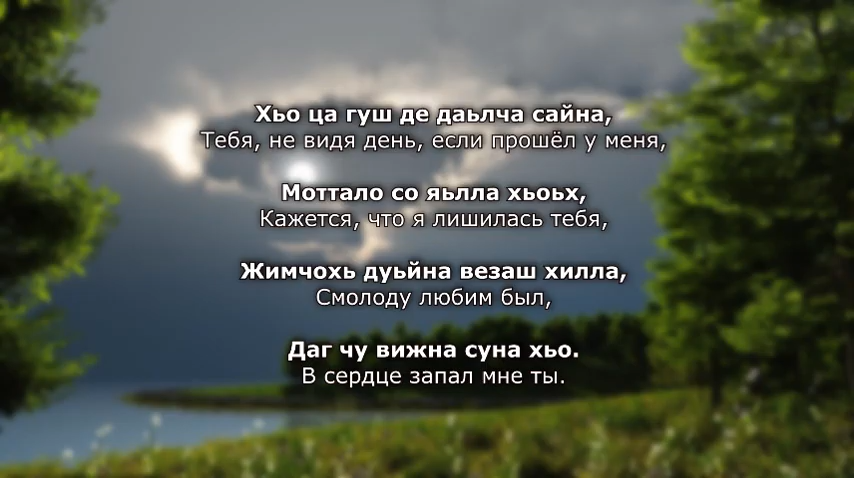 Хьо ца гуш де даьлча сайна,
Тебя, не видя день, если прошёл у меня,
Моттало со яьлла хьоьх,
Кажется, что я лишилась тебя,
Жимчохь дуьйна везаш хилла,
Смолоду любим был,
Даг чу вижна суна хьо.
В сердце запал мне ты.